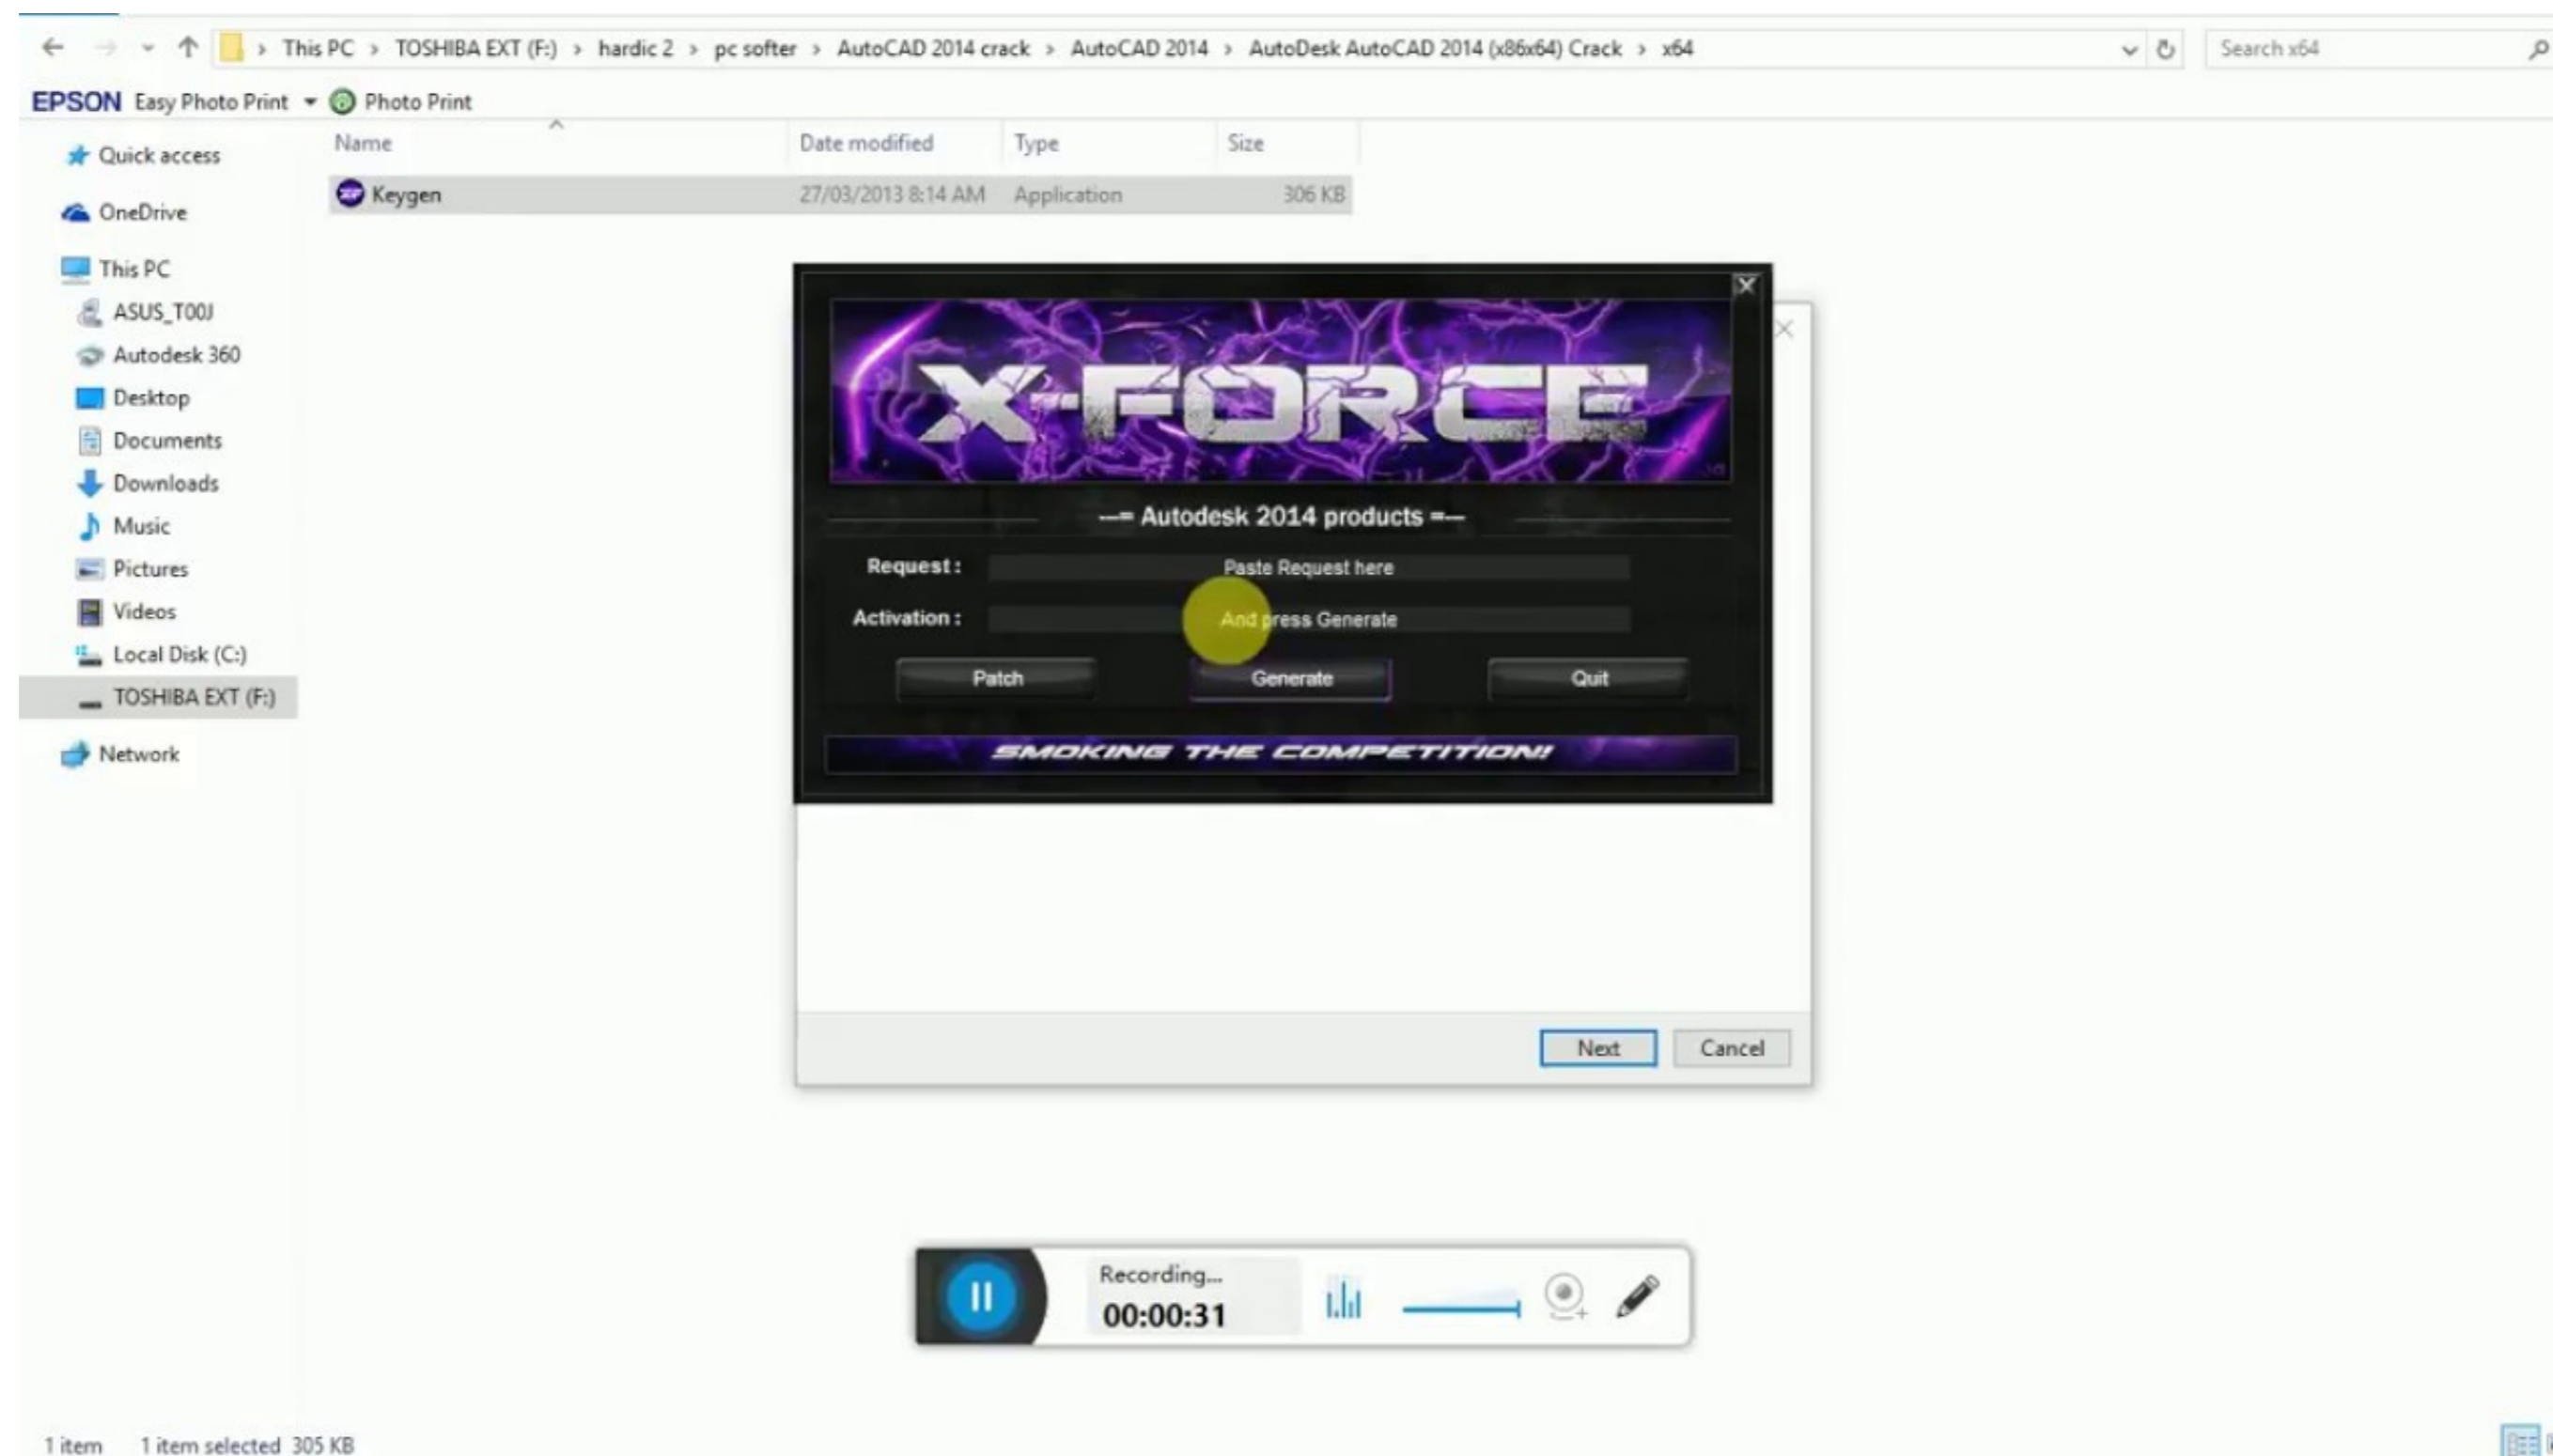 This PC > TOSHIBA EXT (F:) > hardic 2 > pc softer > AutoCAD 2014 crack > AutoCAD 2014 > AutoDesk AutoCAD 2014 (x86x64) Crack > x64
Search x64
EPSON Easy Photo Print Photo Print
Name Date modified Type Size
Keygen 27/03/2013 8:14 AM Application 306 KB
Quick access
OneDrive
This PC
ASUS_T00J
Autodesk 360
Desktop
Documents
Downloads
Music
Pictures
Videos
Local Disk (C:)
TOSHIBA EXT (F:)
Network
X-FORCE
---= Autodesk 2014 products =---
Request : Paste Request here
Activation : And press Generate
Patch Generate Quit
SMOKING THE COMPETITION!
Next Cancel
Recording...
00:00:31
1 item 1 item selected 305 KB